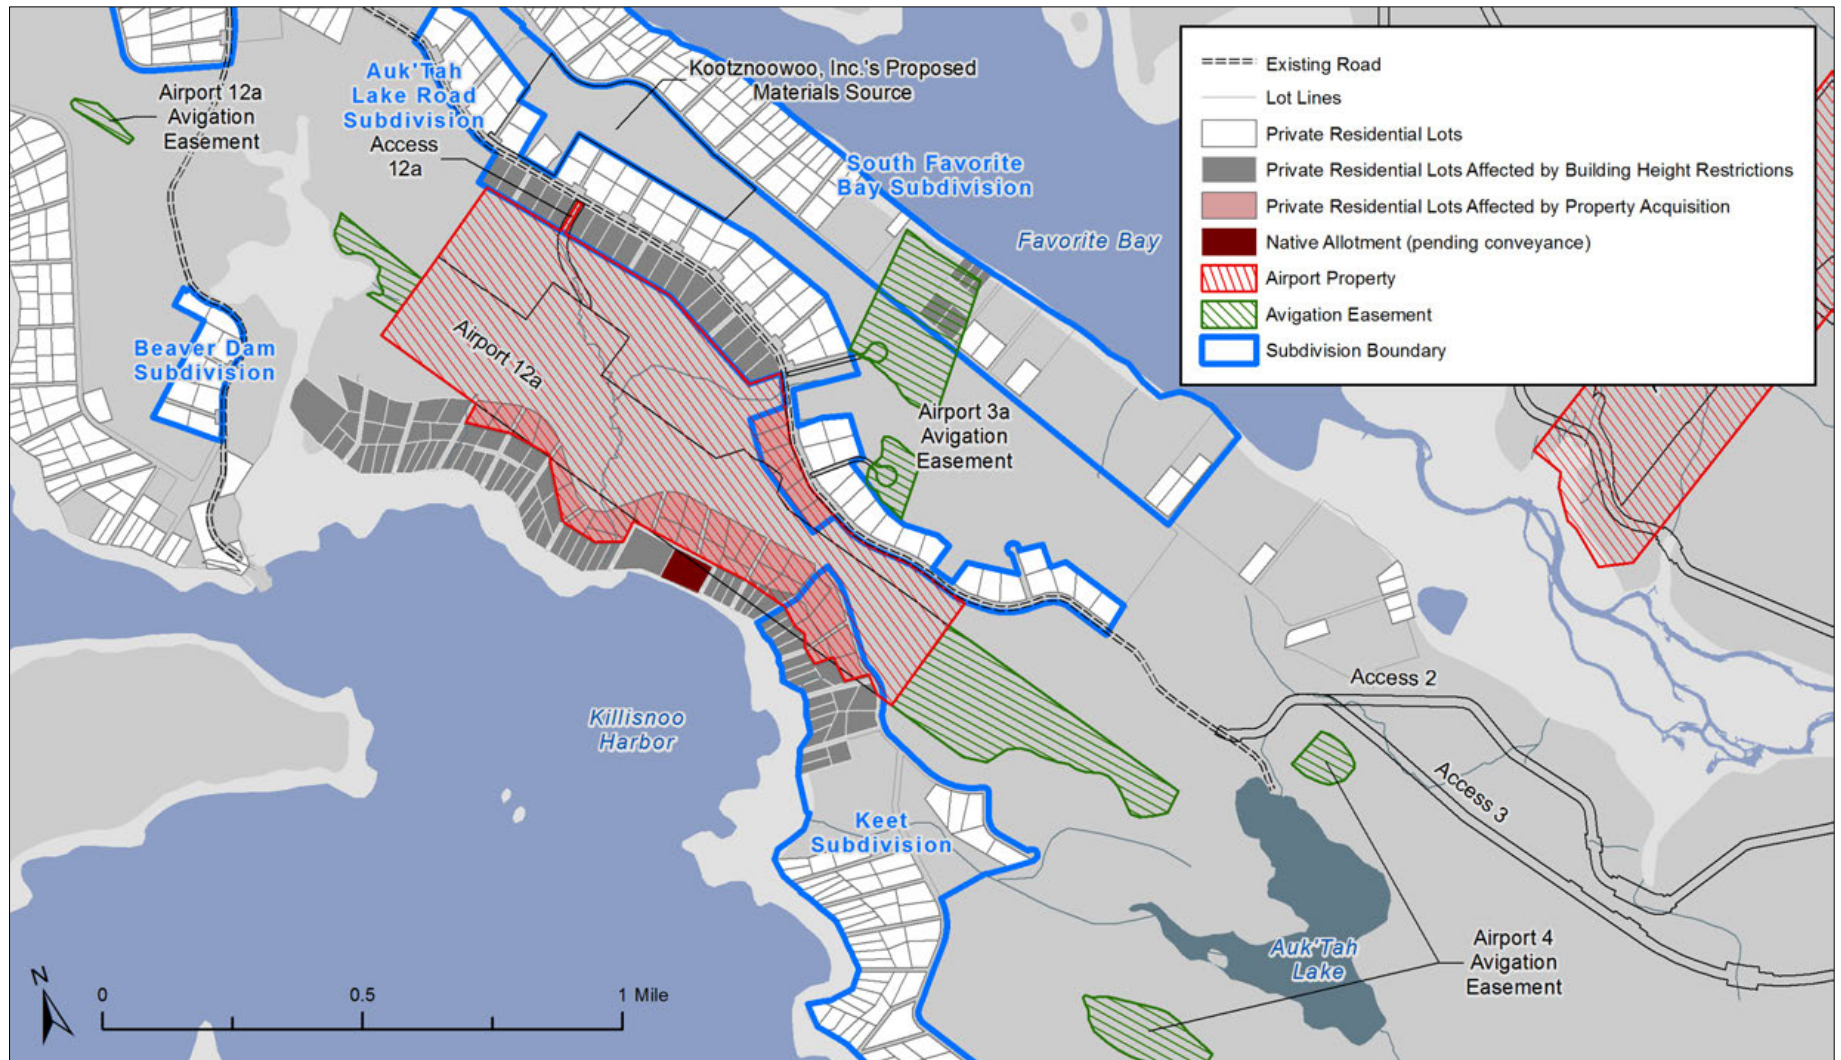 Airport 12a
Avigation
Easement
Auk'Tah
Lake Road
Subdivision
Access
12a
Kootznoowoo, Inc.'s Proposed
Materials Source
South Favorite
Bay Subdivision
Favorite Bay
Existing Road
Lot Lines
Private Residential Lots
Private Residential Lots Affected by Building Height Restrictions
Private Residential Lots Affected by Property Acquisition
Native Allotment (pending conveyance)
Airport Property
Avigation Easement
Subdivision Boundary
Beaver Dam
Subdivision
Airport 12a
Airport 3a
Avigation
Easement
Killisnoo
Harbor
Access 2
Access 3
Keet
Subdivision
Auk'Tah
Lake
Airport 4
Avigation
Easement
N
0 0.5 1 Mile